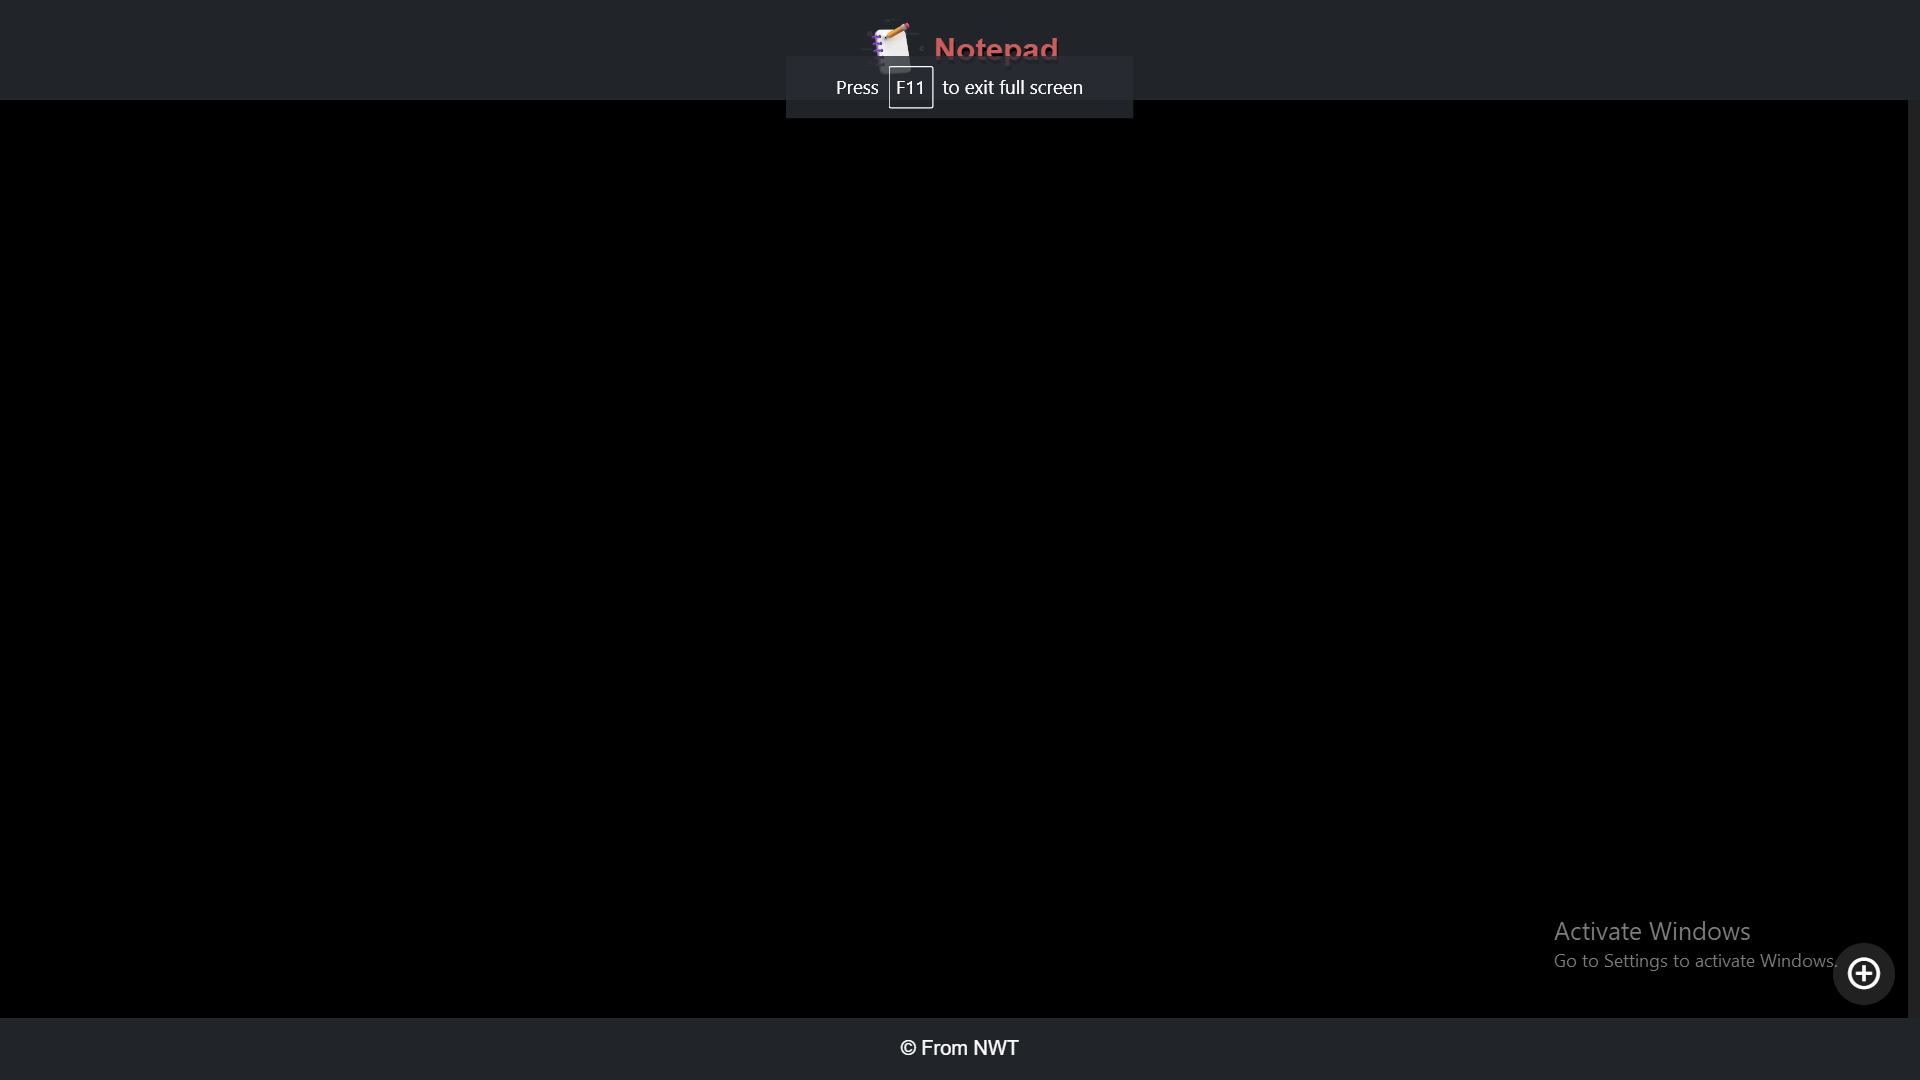 Notepad
Press F11 to exit full screen
Activate Windows
Go to Settings to activate Windows.
© From NWT